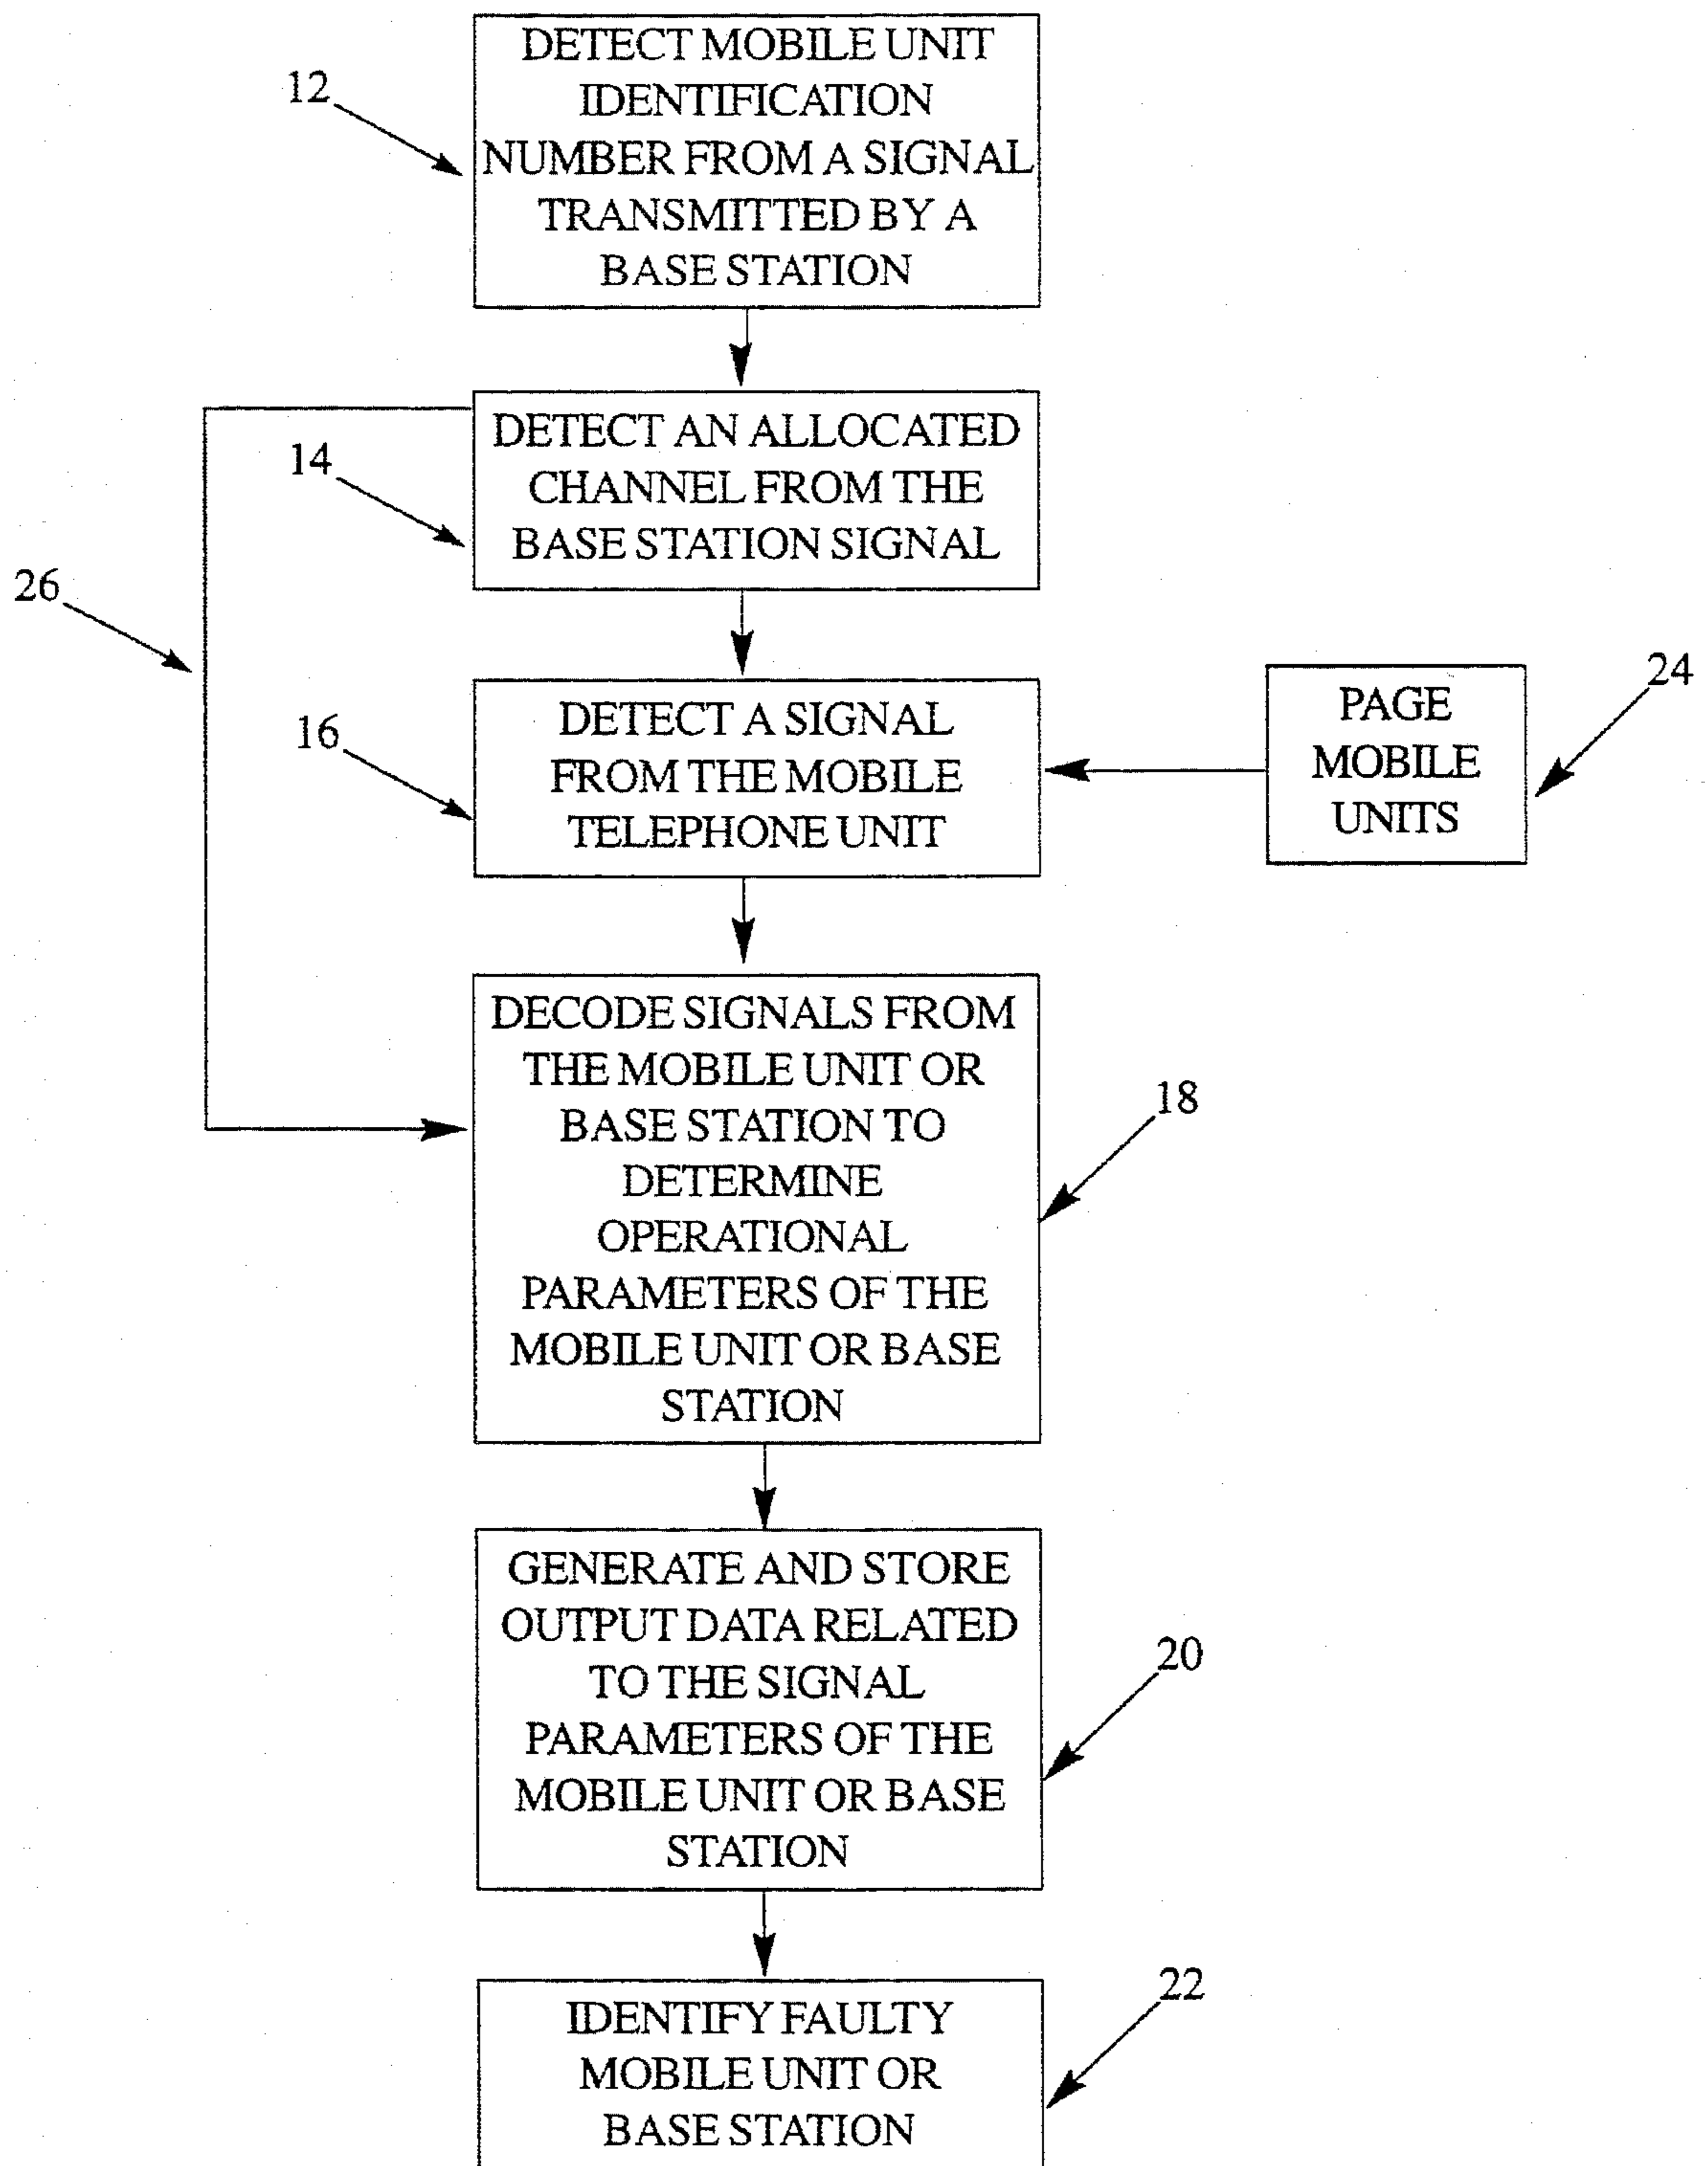 DETECT MOBILE UNIT
IDENTIFICATION
NUMBER FROM A SIGNAL
TRANSMITTED BY A
BASE STATION
12
DETECT AN ALLOCATED
CHANNEL FROM THE
BASE STATION SIGNAL
14
26
DETECT A SIGNAL
FROM THE MOBILE
TELEPHONE UNIT
16
PAGE
MOBILE
UNITS
24
DECODE SIGNALS FROM
THE MOBILE UNIT OR
BASE STATION TO
DETERMINE
OPERATIONAL
PARAMETERS OF THE
MOBILE UNIT OR BASE
STATION
18
GENERATE AND STORE
OUTPUT DATA RELATED
TO THE SIGNAL
PARAMETERS OF THE
MOBILE UNIT OR BASE
STATION
20
IDENTIFY FAULTY
MOBILE UNIT OR
BASE STATION
22